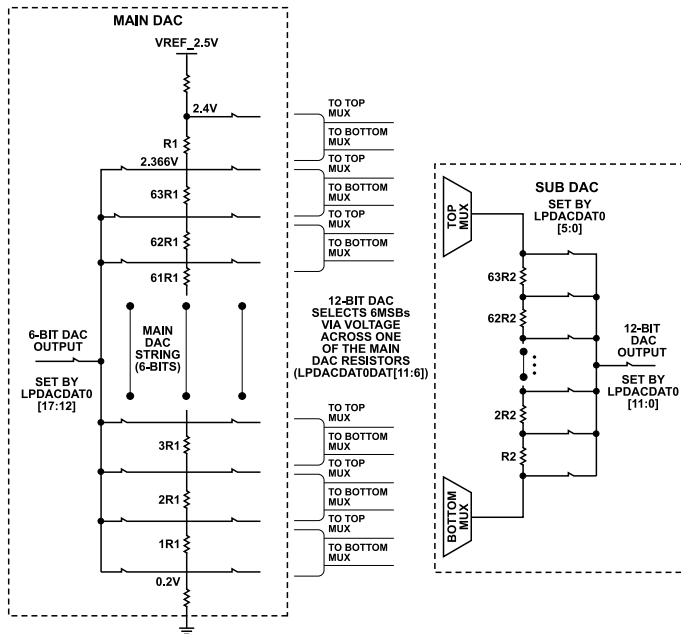 MAIN DAC
VREF_2.5V
2.4V
R1
2.366V
63R1
62R1
61R1
6-BIT DAC
OUTPUT
SET BY
LPDACDAT0
[17:12]
MAIN
DAC
STRING
(6-BITS)
3R1
2R1
1R1
0.2V
TO TOP
MUX
TO BOTTOM
MUX
TO TOP
MUX
TO BOTTOM
MUX
TO TOP
MUX
TO BOTTOM
MUX
12-BIT DAC
SELECTS 6MSBs
VIA VOLTAGE
ACROSS ONE
OF THE MAIN
DAC RESISTORS
(LPDACDAT0DAT[11:6])
TO TOP
MUX
TO BOTTOM
MUX
TO TOP
MUX
TO BOTTOM
MUX
TO TOP
MUX
TO BOTTOM
MUX
SUB DAC
SET BY
LPDACDAT0
[5:0]
TOP
MUX
63R2
62R2
2R2
R2
BOTTOM
MUX
12-BIT
DAC
OUTPUT
SET BY
LPDACDAT0
[11:0]